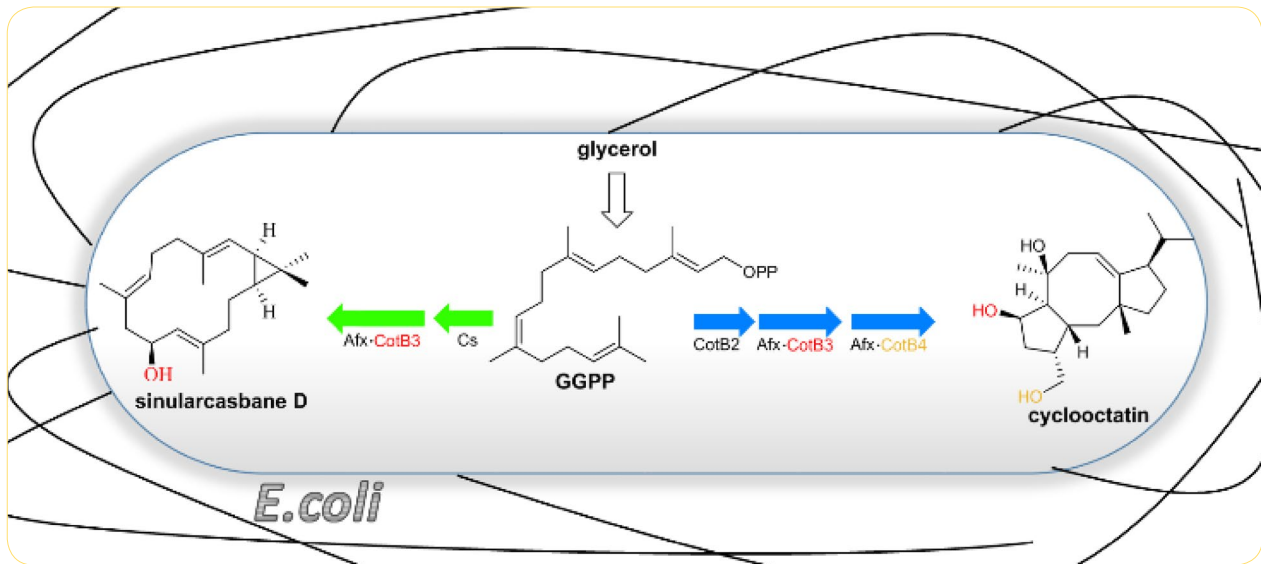 glycerol
H
HO
OPP
H
H
HO
Afx·CotB3
Cs
CotB2
Afx·CotB3
Afx·CotB4
H
OH
GGPP
HO
sinularcasbane D
cyclooctatin
E.coli